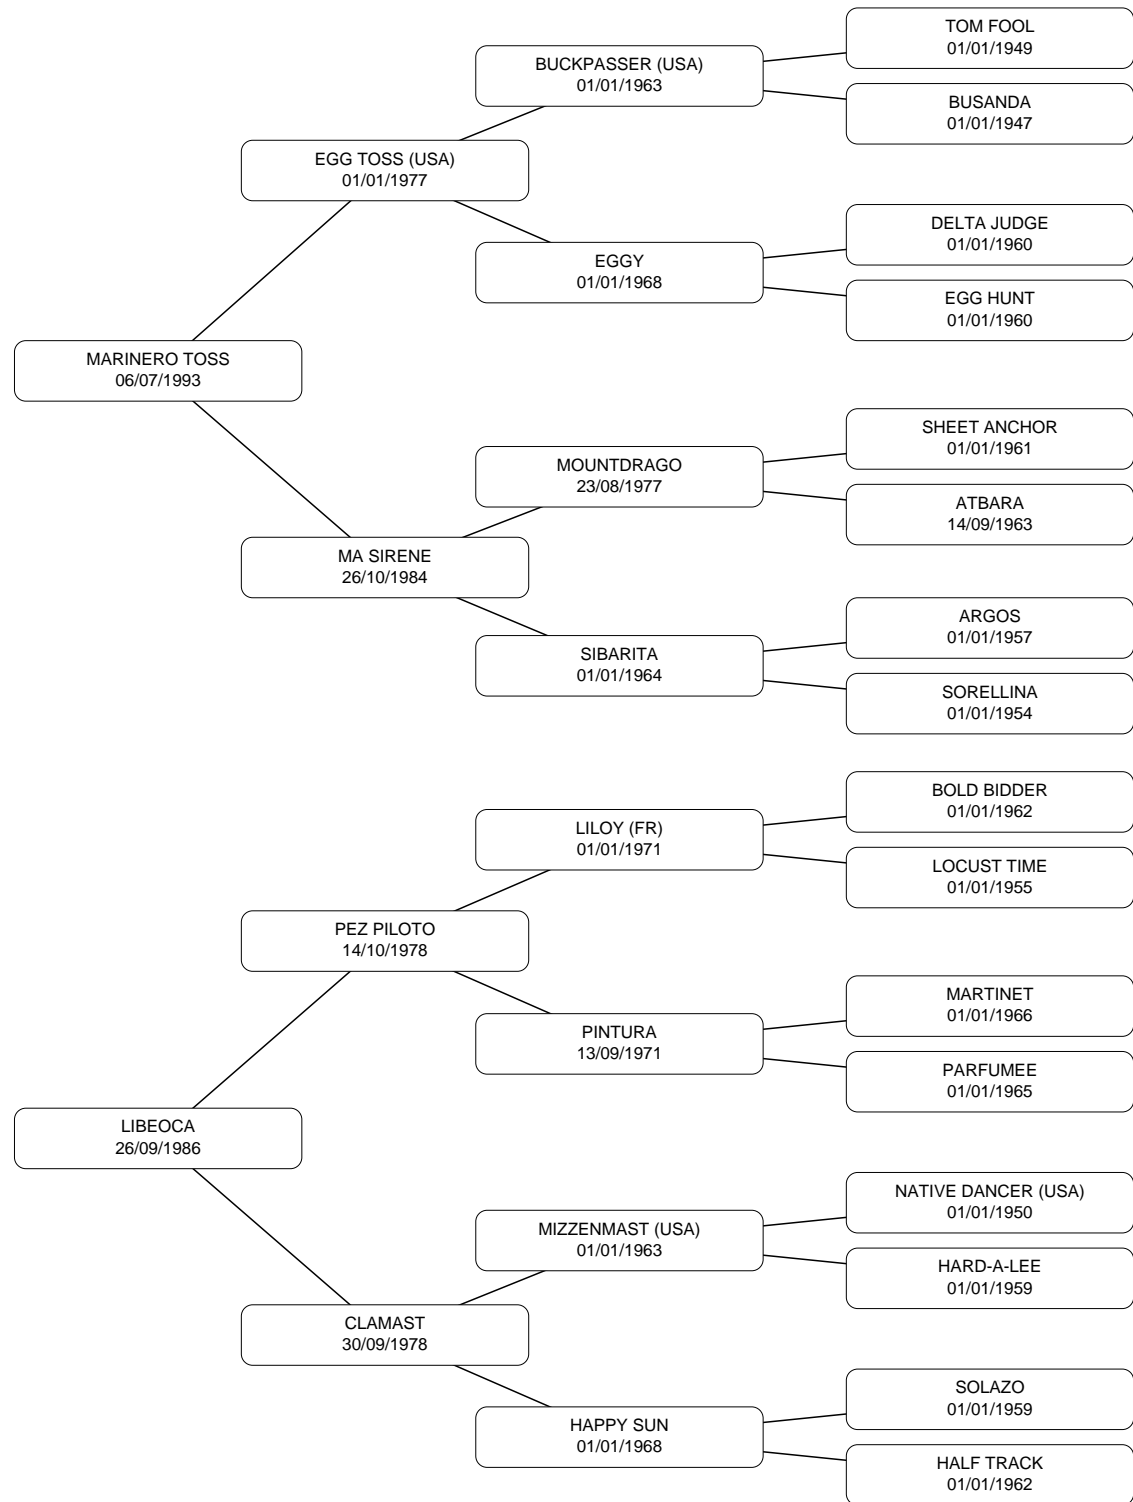 TOM FOOL
01/01/1949
BUCKPASSER (USA)
01/01/1963
BUSANDA
01/01/1947
EGG TOSS (USA)
01/01/1977
DELTA JUDGE
01/01/1960
EGGY
01/01/1968
EGG HUNT
01/01/1960
MARINERO TOSS
06/07/1993
SHEET ANCHOR
01/01/1961
MOUNTDRAGO
23/08/1977
ATBARA
14/09/1963
MA SIRENE
26/10/1984
ARGOS
01/01/1957
SIBARITA
01/01/1964
SORELLINA
01/01/1954
BOLD BIDDER
01/01/1962
LILOY (FR)
01/01/1971
LOCUST TIME
01/01/1955
PEZ PILOTO
14/10/1978
MARTINET
01/01/1966
PINTURA
13/09/1971
PARFUMEE
01/01/1965
LIBEOCA
26/09/1986
NATIVE DANCER (USA)
01/01/1950
MIZZENMAST (USA)
01/01/1963
HARD-A-LEE
01/01/1959
CLAMAST
30/09/1978
SOLAZO
01/01/1959
HAPPY SUN
01/01/1968
HALF TRACK
01/01/1962